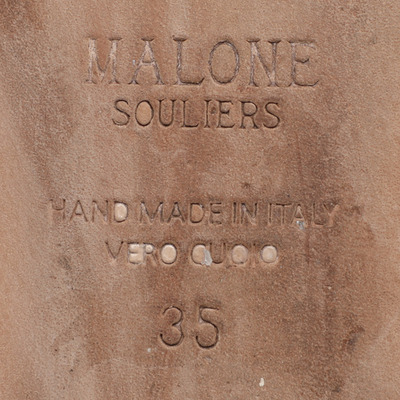 MALONE
SOULIERS
HAND MADE IN ITALY
VERO CUOIO
35